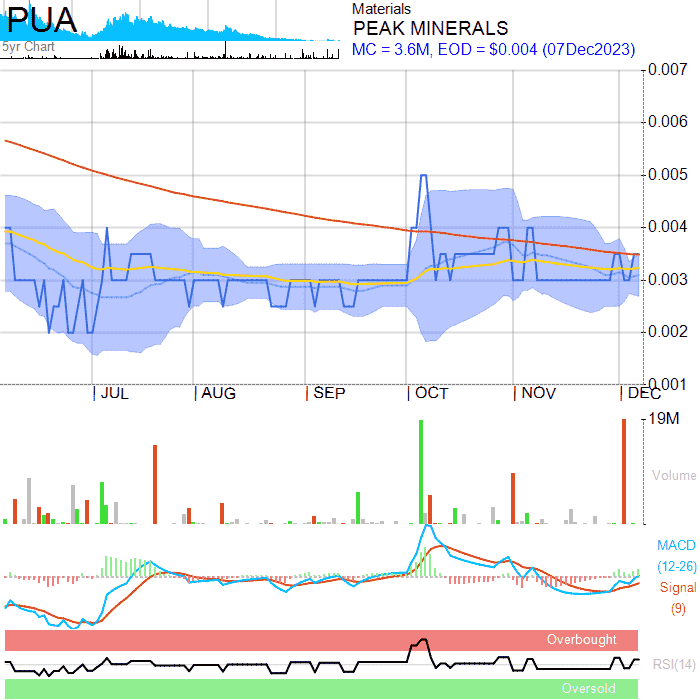 PUA
5yr Chart
Materials
PEAK MINERALS
MC = 3.6M, EOD = $0.004 (07Dec2023)
0.007
0.006
0.005
0.004
0.003
0.002
0.001
JUL AUG SEP OCT NOV DEC
19M
Volume
MACD
(12-26)
Signal
(9)
Overbought
RSI(14)
Oversold